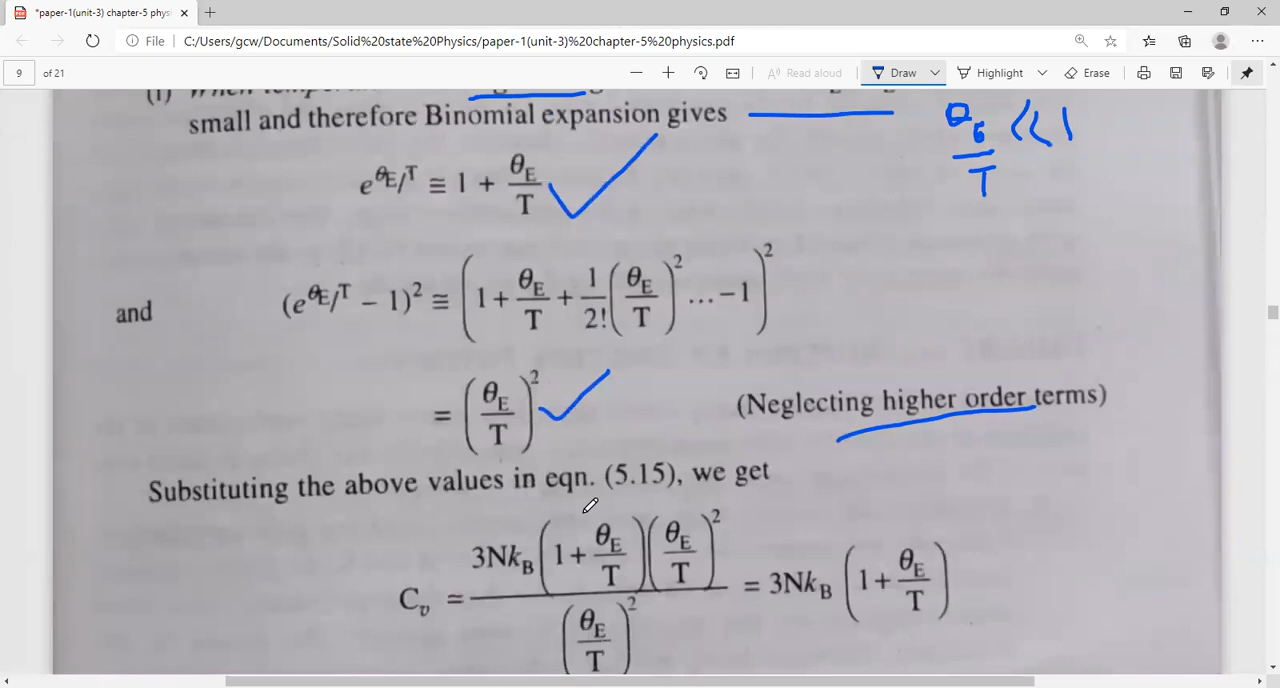 *paper-1(unit-3) chapter-5 phys
File C:/Users/gcw/Documents/Solid%20state%20Physics/paper-1(unit-3)%20chapter-5%20physics.pdf
9 of 21 Read aloud Draw Highlight Erase
small and therefore Binomial expansion gives
θE/T << 1
e^θE/T ≅ 1 + θE/T
and (e^θE/T − 1)² ≅ (1 + θE/T + 1/2! (θE/T)² ... − 1)²
= (θE/T)² (Neglecting higher order terms)
Substituting the above values in eqn. (5.15), we get
Cv = 3NkB (1 + θE/T) (θE/T)² / (θE/T)² = 3NkB (1 + θE/T)